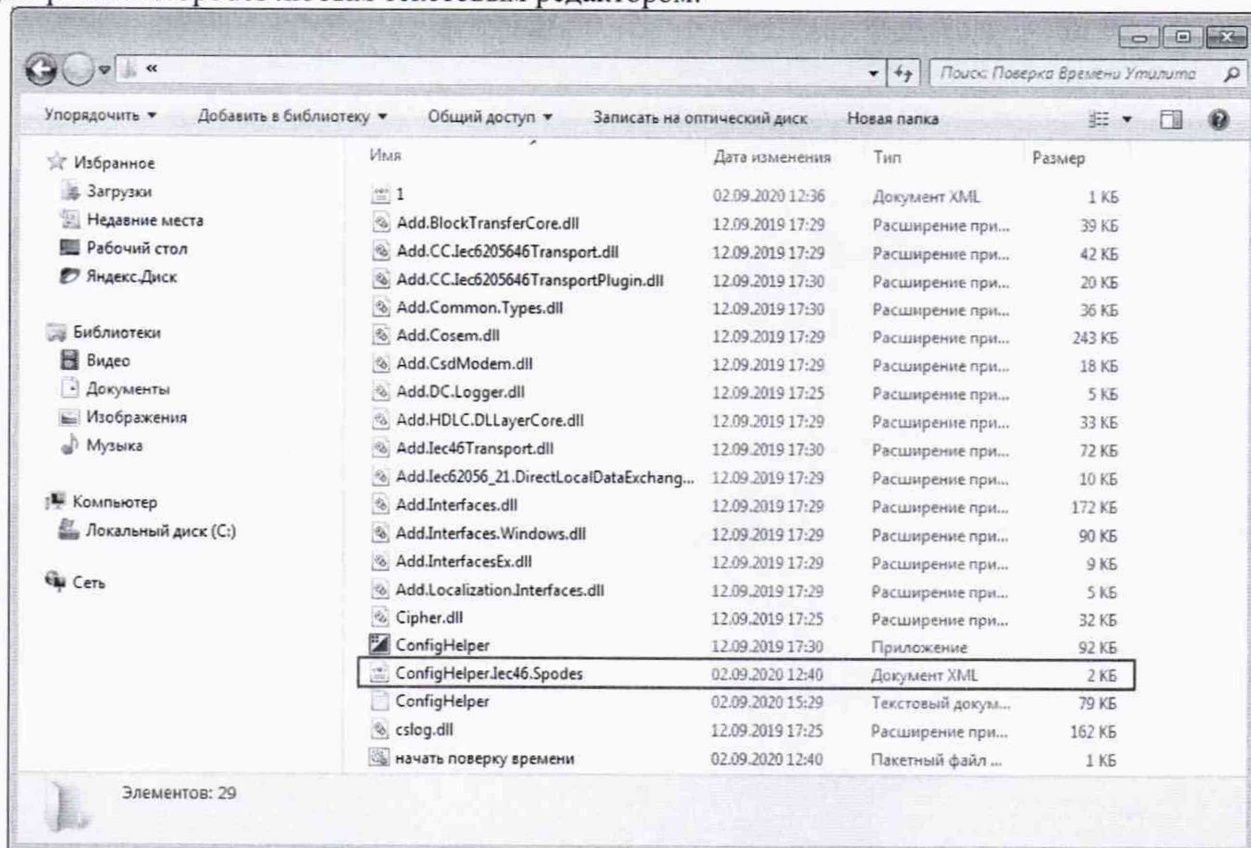 текстовым редактором.
«
Поиск: Поверка Времени Утилита
Упорядочить Добавить в библиотеку Общий доступ Записать на оптический диск Новая папка
Имя Дата изменения Тип Размер
Избранное
Загрузки
Недавние места
Рабочий стол
Яндекс.Диск
Библиотеки
Видео
Документы
Изображения
Музыка
Компьютер
Локальный диск (C:)
Сеть
1 02.09.2020 12:36 Документ XML 1 КБ
Add.BlockTransferCore.dll 12.09.2019 17:29 Расширение при... 39 КБ
Add.CC.Iec6205646Transport.dll 12.09.2019 17:29 Расширение при... 42 КБ
Add.CC.Iec6205646TransportPlugin.dll 12.09.2019 17:30 Расширение при... 20 КБ
Add.Common.Types.dll 12.09.2019 17:30 Расширение при... 36 КБ
Add.Cosem.dll 12.09.2019 17:29 Расширение при... 243 КБ
Add.CsdModem.dll 12.09.2019 17:29 Расширение при... 18 КБ
Add.DC.Logger.dll 12.09.2019 17:25 Расширение при... 5 КБ
Add.HDLC.DLLayerCore.dll 12.09.2019 17:29 Расширение при... 33 КБ
Add.Iec46Transport.dll 12.09.2019 17:30 Расширение при... 72 КБ
Add.Iec62056_21.DirectLocalDataExchang... 12.09.2019 17:29 Расширение при... 10 КБ
Add.Interfaces.dll 12.09.2019 17:29 Расширение при... 172 КБ
Add.Interfaces.Windows.dll 12.09.2019 17:29 Расширение при... 90 КБ
Add.InterfacesEx.dll 12.09.2019 17:29 Расширение при... 9 КБ
Add.Localization.Interfaces.dll 12.09.2019 17:29 Расширение при... 5 КБ
Cipher.dll 12.09.2019 17:25 Расширение при... 32 КБ
ConfigHelper 12.09.2019 17:30 Приложение 92 КБ
ConfigHelper.Iec46.Spodes 02.09.2020 12:40 Документ XML 2 КБ
ConfigHelper 02.09.2020 15:29 Текстовый докум... 79 КБ
cslog.dll 12.09.2019 17:25 Расширение при... 162 КБ
начать поверку времени 02.09.2020 12:40 Пакетный файл ... 1 КБ
Элементов: 29